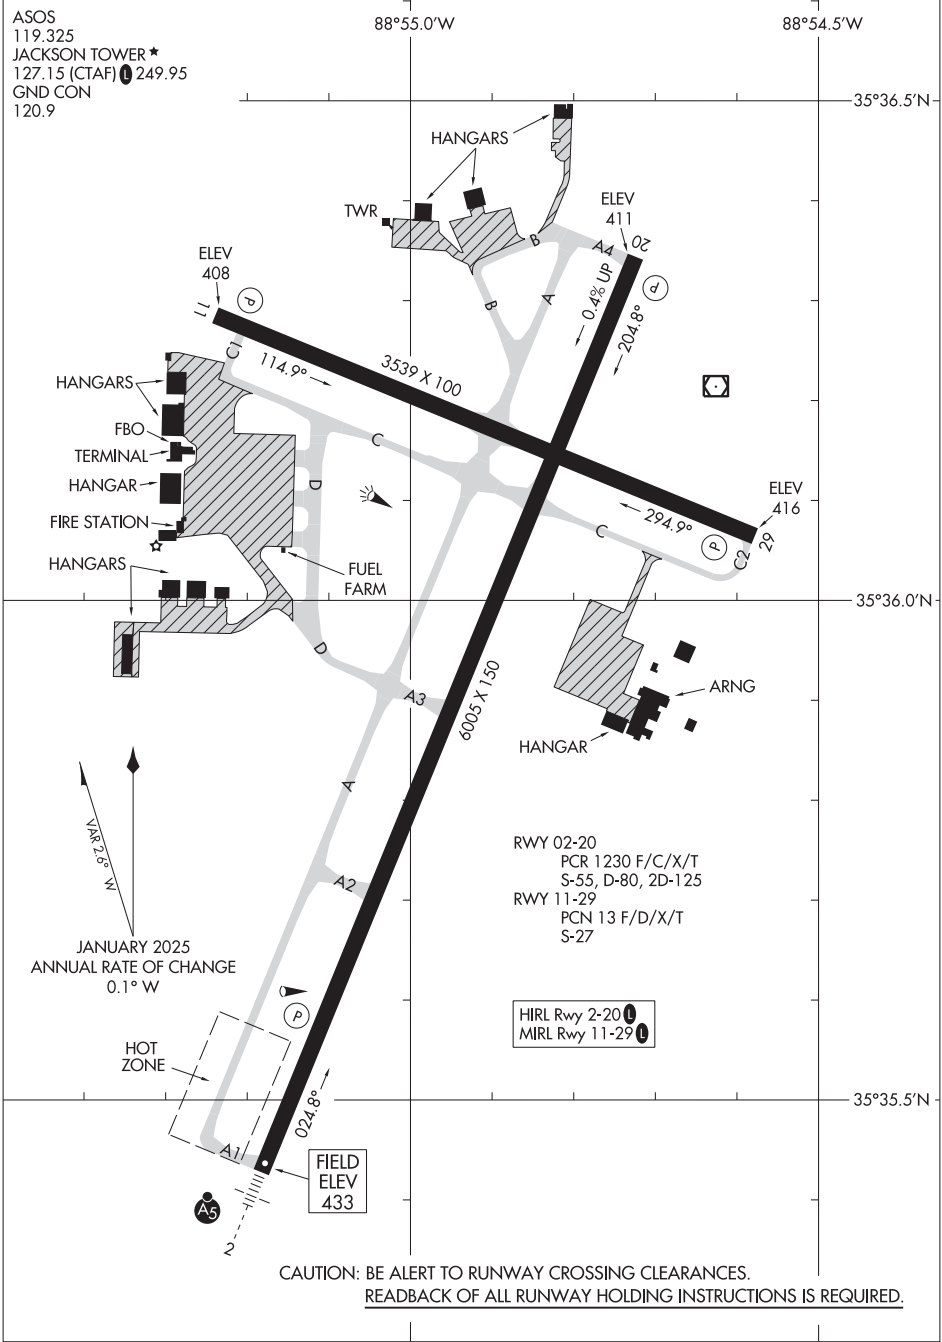 ASOS
119.325
JACKSON TOWER ★
127.15 (CTAF) L 249.95
GND CON
120.9
88°55.0'W
88°54.5'W
35°36.5'N
HANGARS
TWR
ELEV
411
20
A4
B
B
A
0.4% UP
204.8°
P
ELEV
408
11
P
C1
114.9°
3539 X 100
HANGARS
FBO
TERMINAL
HANGAR
FIRE STATION
HANGARS
C
D
FUEL
FARM
ELEV
416
294.9°
P
29
C
C2
35°36.0'N
D
A3
6005 X 150
ARNG
HANGAR
A
VAR 2.6° W
JANUARY 2025
ANNUAL RATE OF CHANGE
0.1° W
RWY 02-20
PCR 1230 F/C/X/T
S-55, D-80, 2D-125
RWY 11-29
PCN 13 F/D/X/T
S-27
A2
P
HIRL Rwy 2-20 L
MIRL Rwy 11-29 L
HOT
ZONE
35°35.5'N
024.8°
A1
FIELD
ELEV
433
A5
2
CAUTION: BE ALERT TO RUNWAY CROSSING CLEARANCES.
READBACK OF ALL RUNWAY HOLDING INSTRUCTIONS IS REQUIRED.